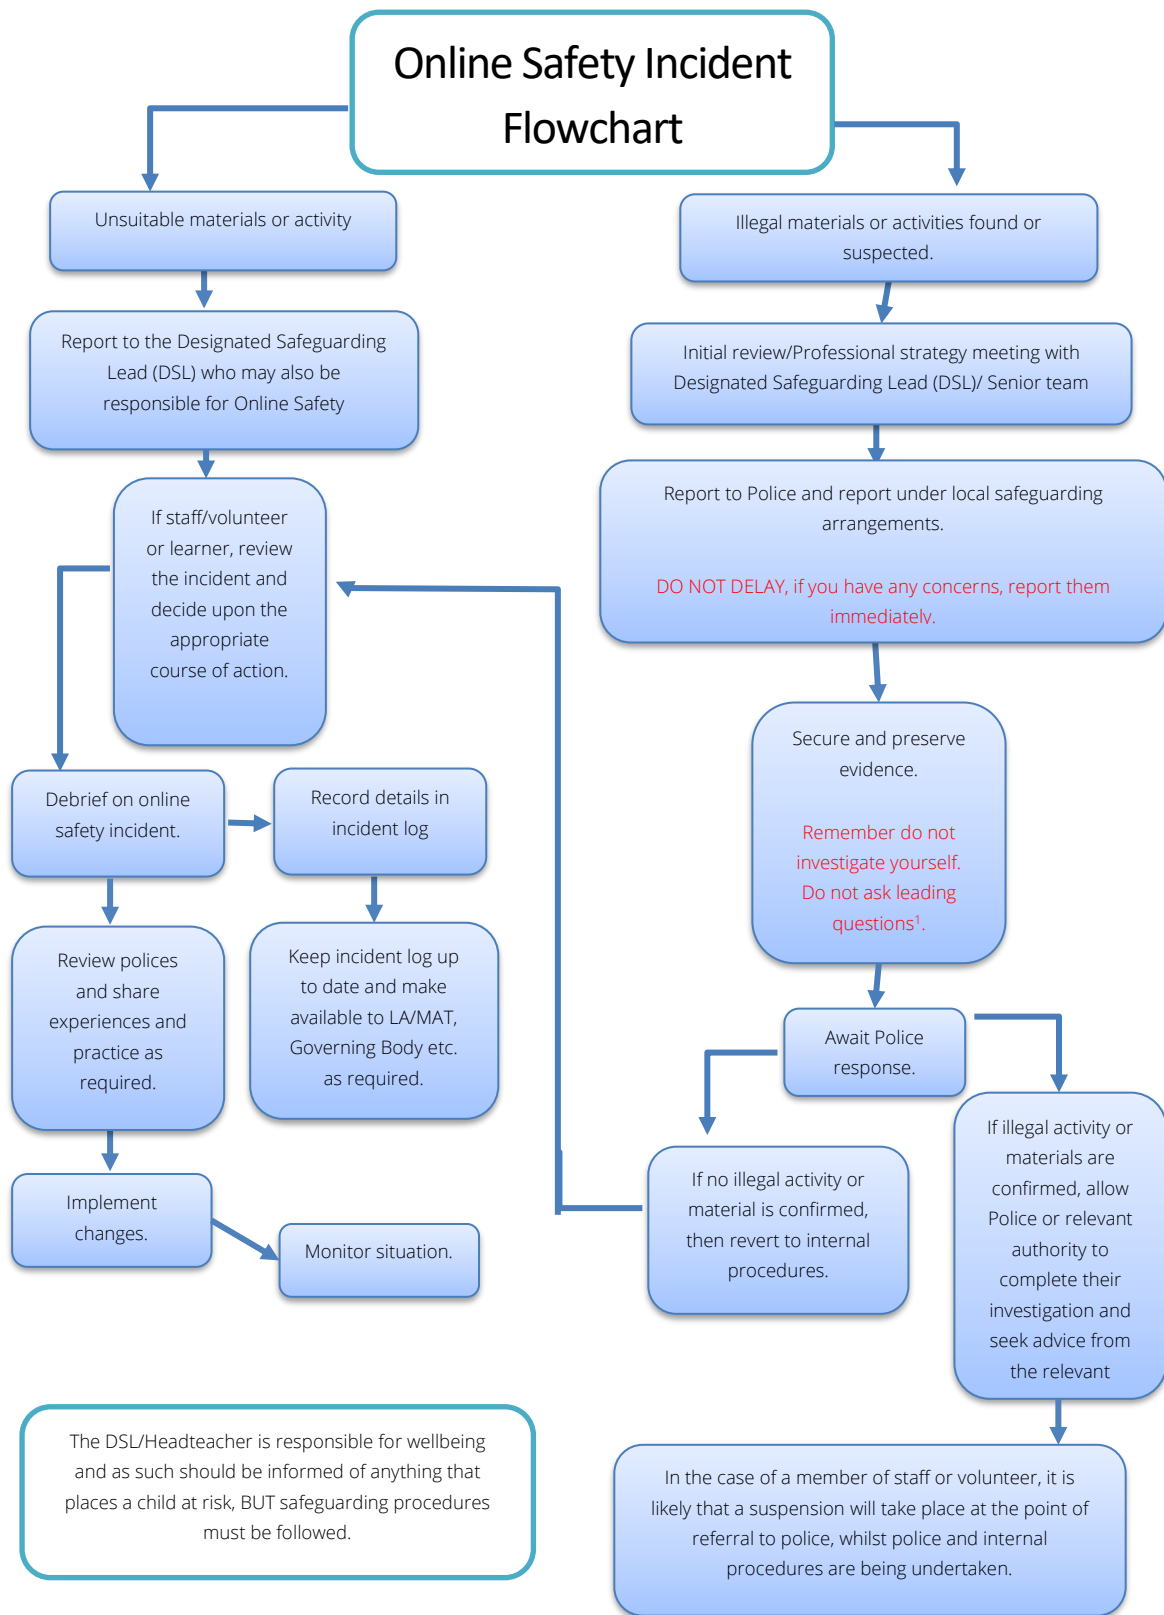 Online Safety Incident
Flowchart
Unsuitable materials or activity
Report to the Designated Safeguarding
Lead (DSL) who may also be
responsible for Online Safety
If staff/volunteer
or learner, review
the incident and
decide upon the
appropriate
course of action.
Debrief on online
safety incident.
Record details in
incident log
Review polices
and share
experiences and
practice as
required.
Keep incident log up
to date and make
available to LA/MAT,
Governing Body etc.
as required.
Implement
changes.
Monitor situation.
Illegal materials or activities found or
suspected.
Initial review/Professional strategy meeting with
Designated Safeguarding Lead (DSL)/ Senior team
Report to Police and report under local safeguarding
arrangements.
DO NOT DELAY, if you have any concerns, report them
immediately.
Secure and preserve
evidence.
Remember do not
investigate yourself.
Do not ask leading
questions¹.
Await Police
response.
If no illegal activity or
material is confirmed,
then revert to internal
procedures.
If illegal activity or
materials are
confirmed, allow
Police or relevant
authority to
complete their
investigation and
seek advice from
the relevant
In the case of a member of staff or volunteer, it is
likely that a suspension will take place at the point of
referral to police, whilst police and internal
procedures are being undertaken.
The DSL/Headteacher is responsible for wellbeing
and as such should be informed of anything that
places a child at risk, BUT safeguarding procedures
must be followed.